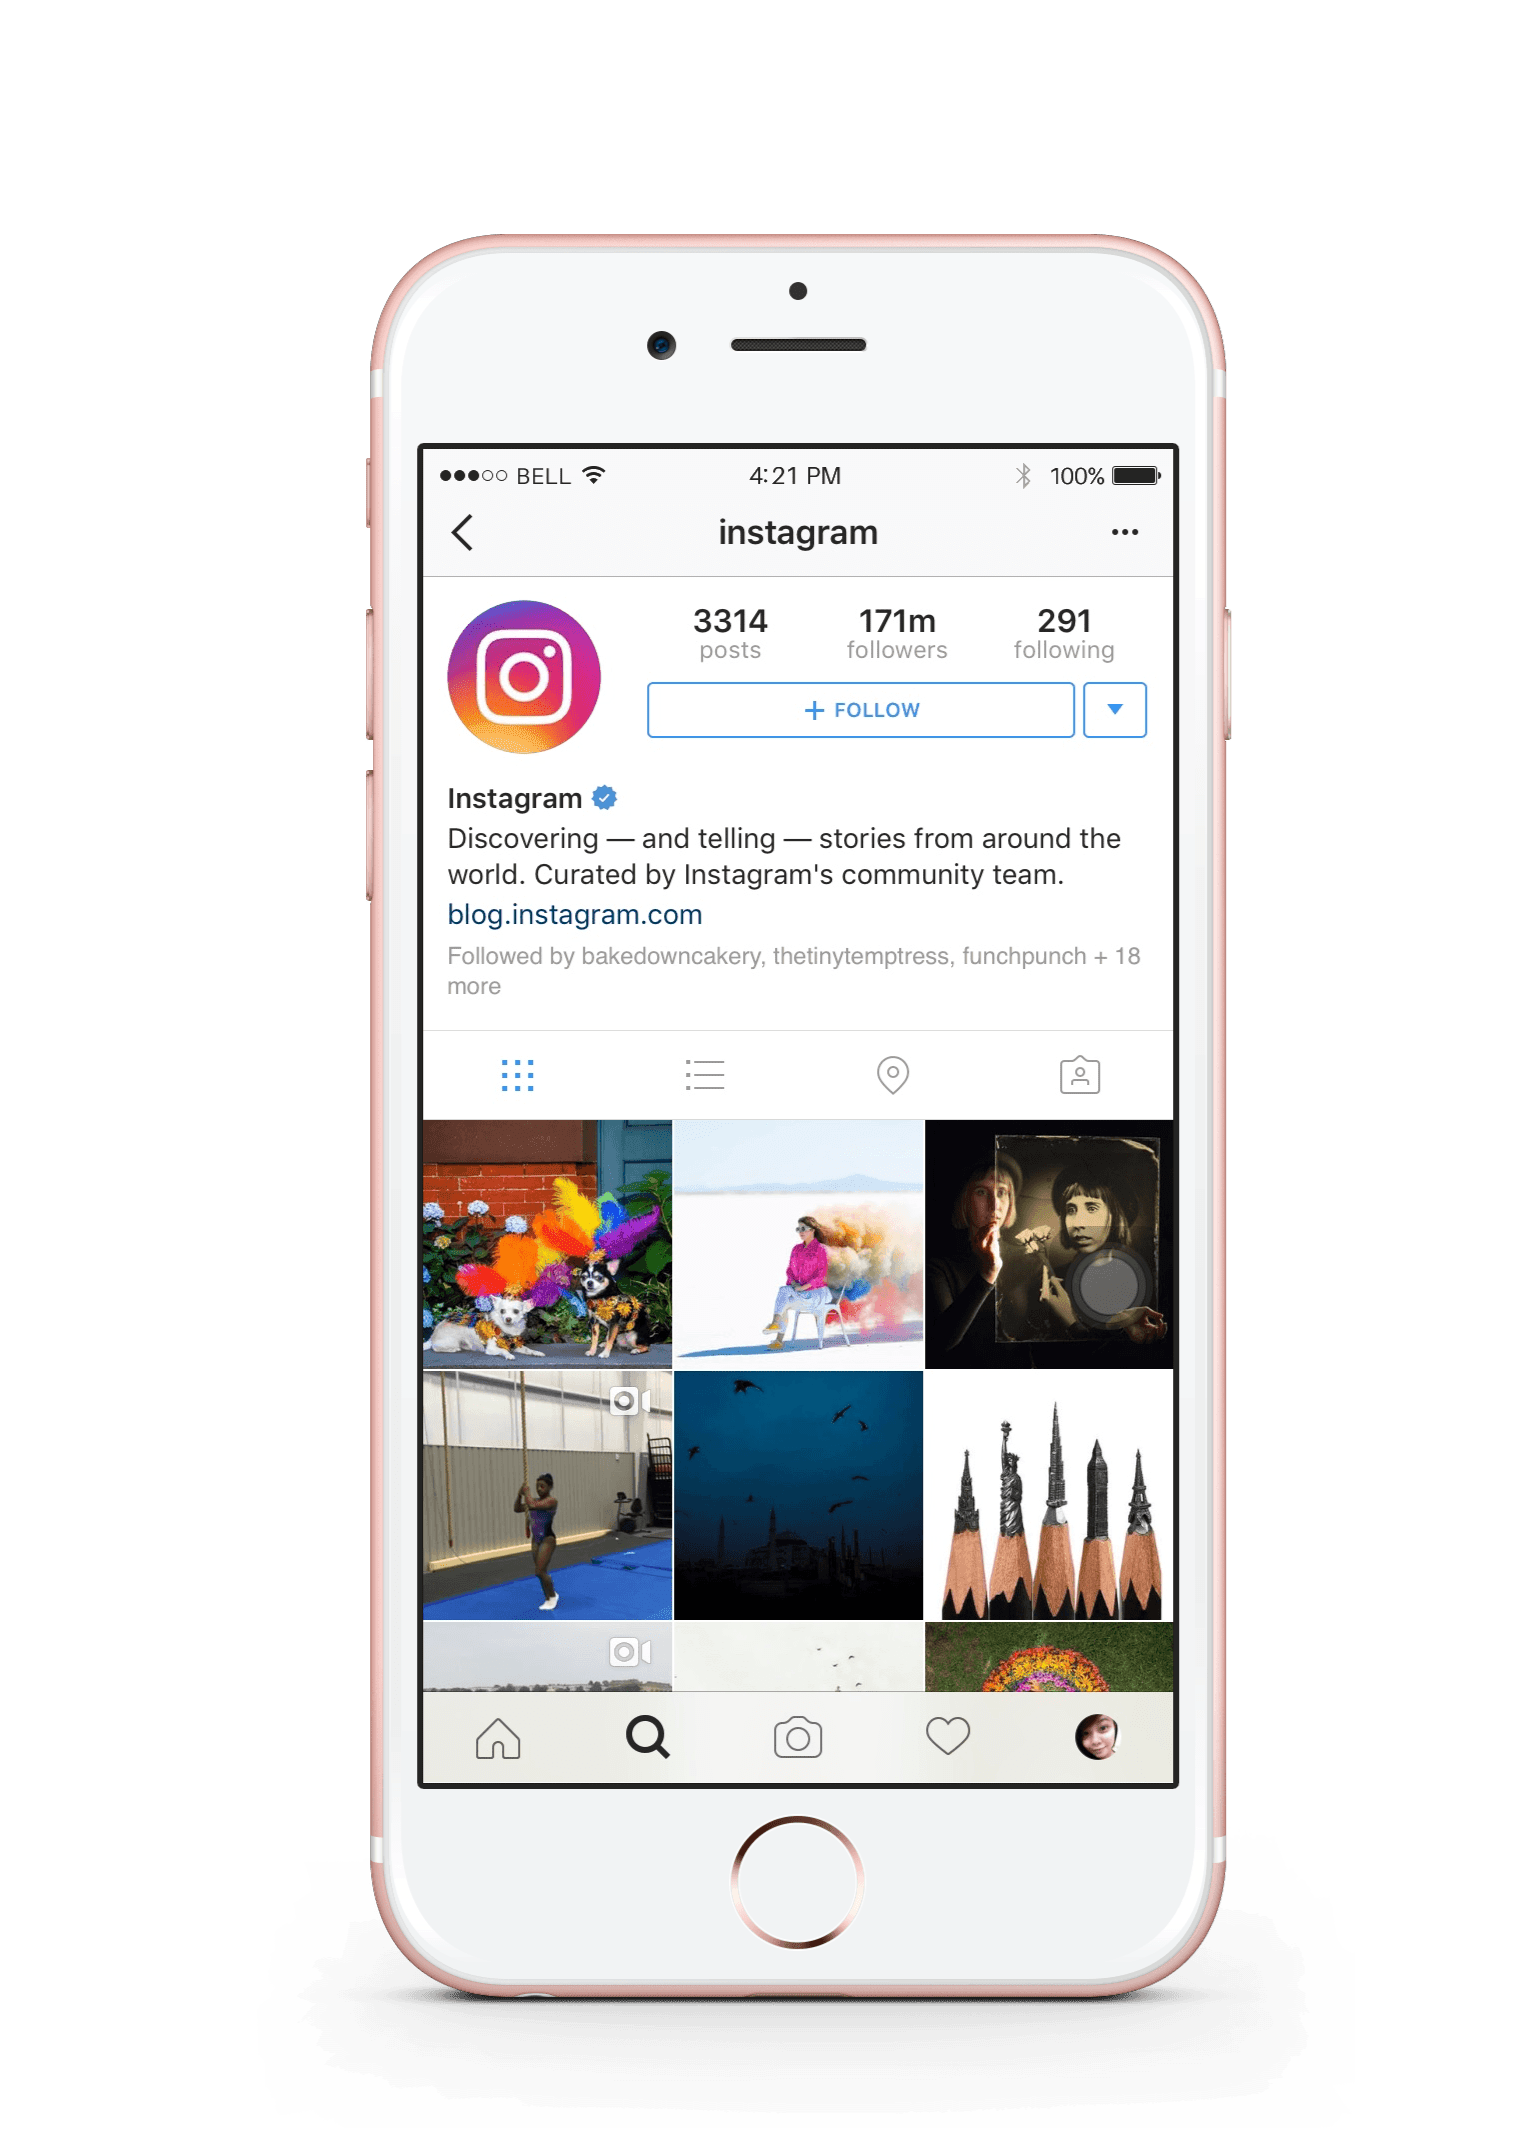 BELL 4:21 PM 100%
instagram
3314 171m 291
posts followers following
+ FOLLOW
Instagram
Discovering — and telling — stories from around the
world. Curated by Instagram's community team.
blog.instagram.com
Followed by bakedowncakery, thetinytemptress, funchpunch + 18
more